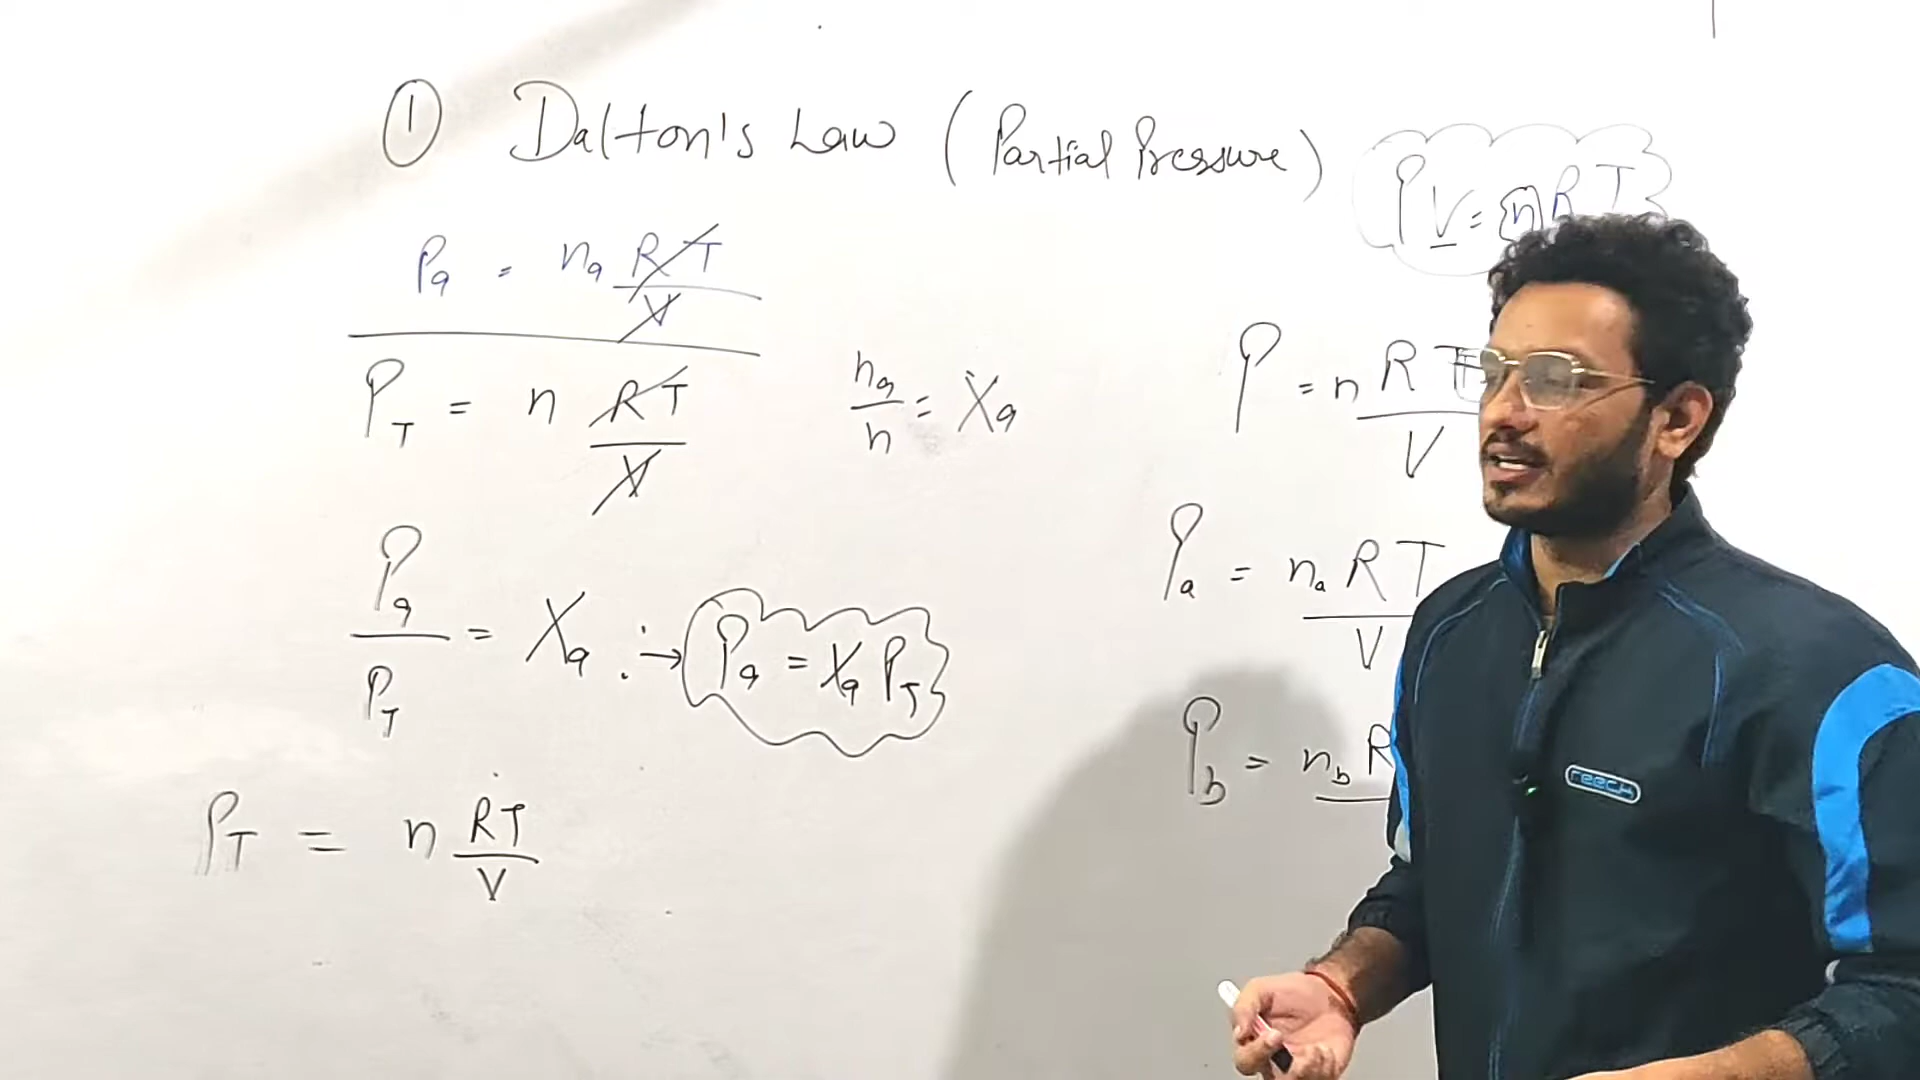 ① Dalton's Law (Partial Pressure)
PV = nRT
Pa = na RT/V
PT = n RT/V
na/n = Xa
Pa/PT = Xa ∴→ Pa = Xa PT
PT = n RT/V
P = n RT/V
Pa = na RT/V
Pb = nb R
reech